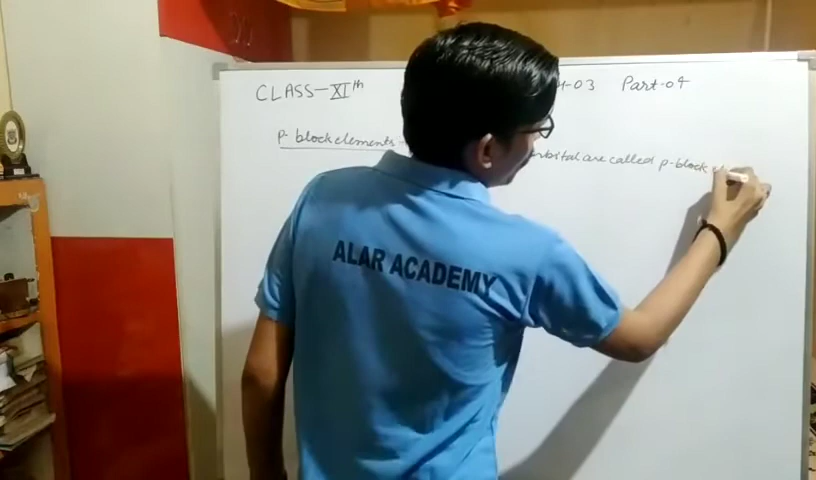 CLASS-XIth -03 Part-04
P-block elements - orbital are called p-block
ALAR ACADEMY